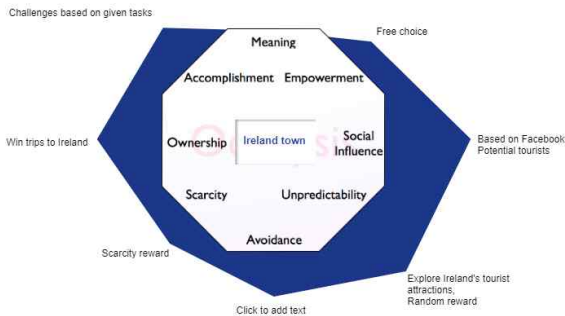 Challenges based on given tasks
Free choice
Meaning
Accomplishment Empowerment
Win trips to Ireland
Ownership
Ireland town
Social
Influence
Based on Facebook
Potential tourists
Scarcity
Unpredictability
Avoidance
Scarcity reward
Explore Ireland's tourist
attractions,
Random reward
Click to add text